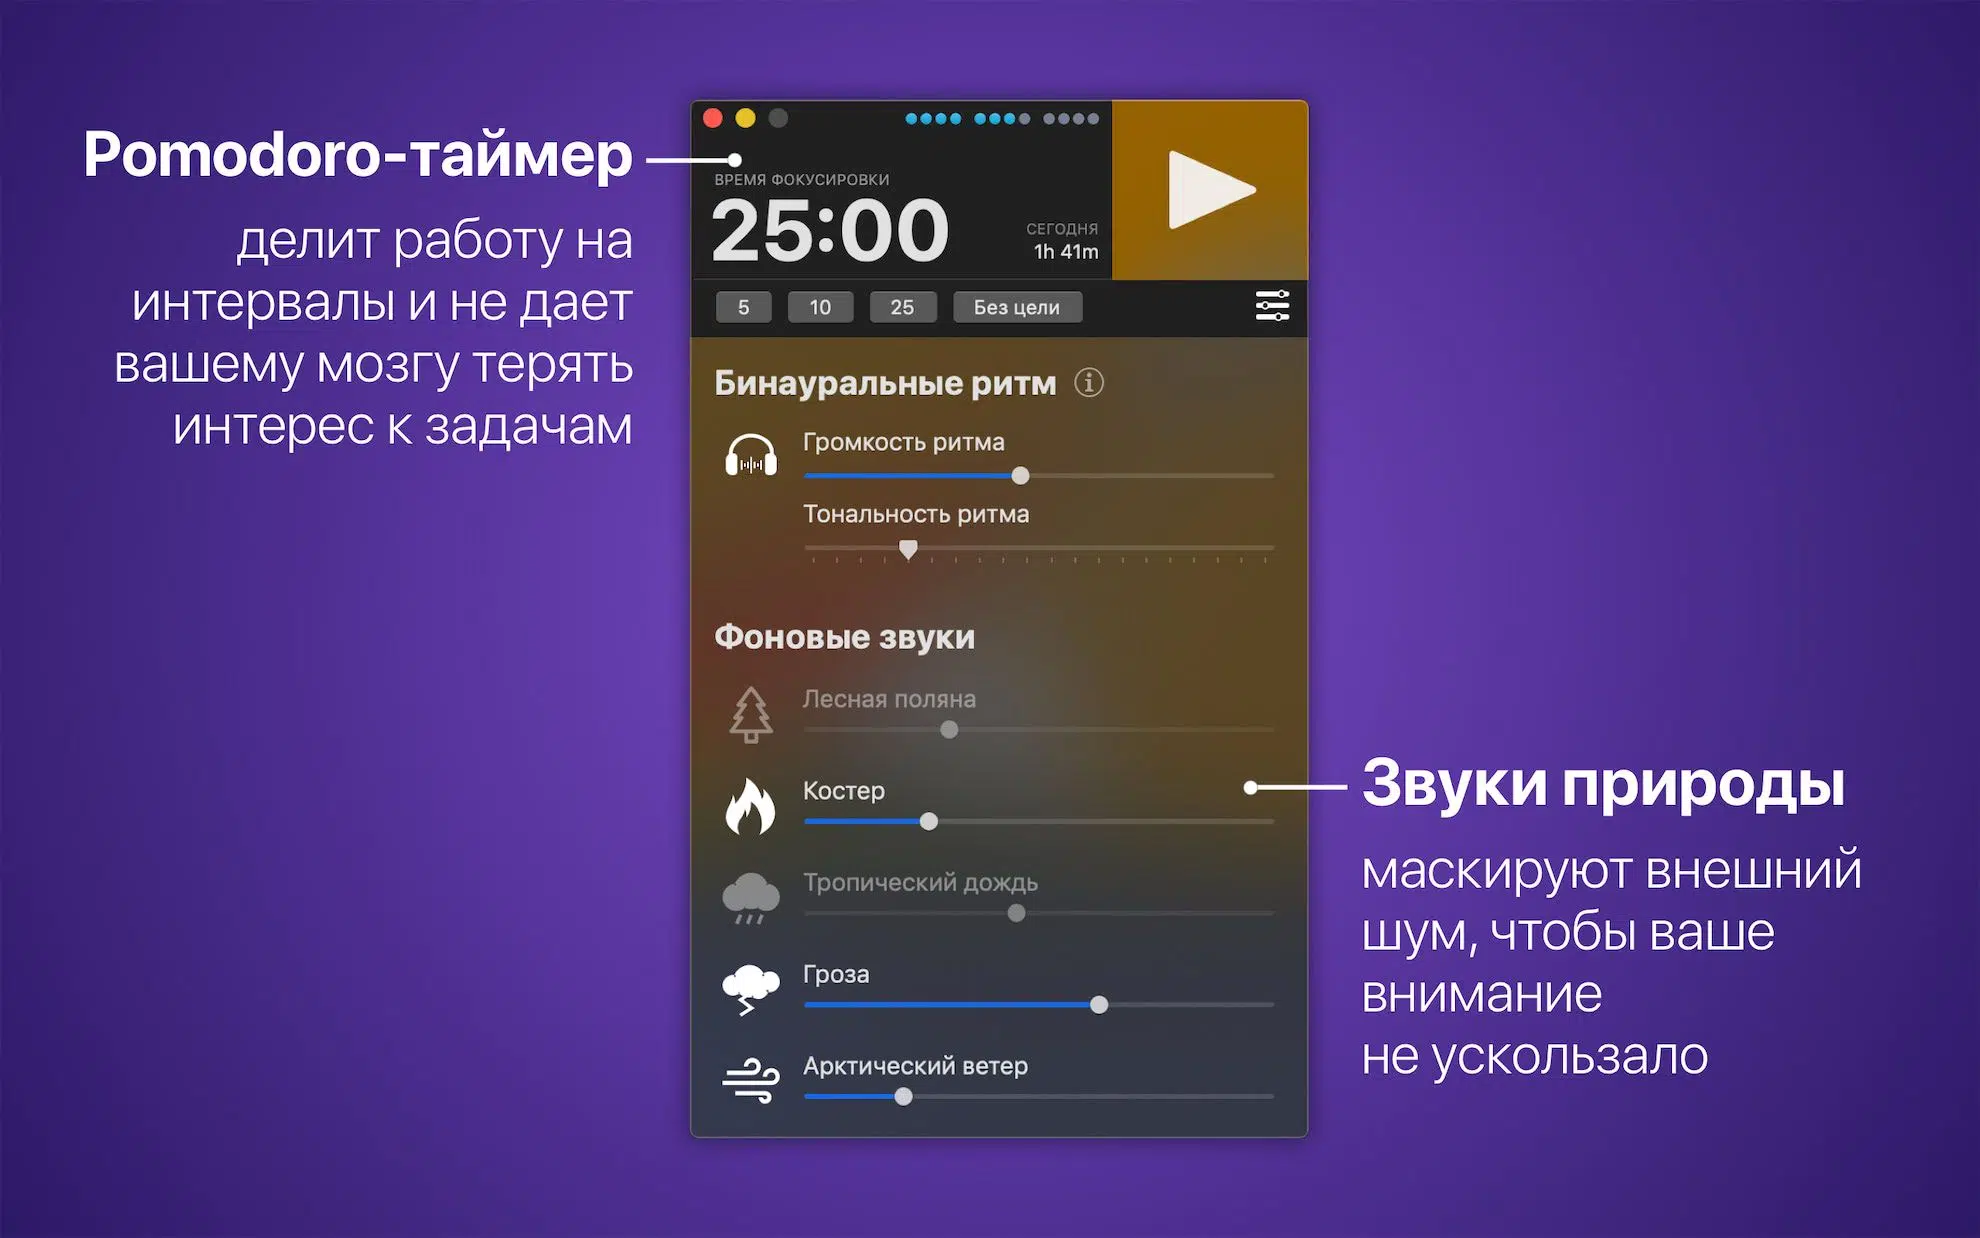 Pomodoro-таймер
делит работу на
интервалы и не дает
вашему мозгу терять
интерес к задачам
ВРЕМЯ ФОКУСИРОВКИ
25:00
СЕГОДНЯ
1h 41m
5 10 25 Без цели
Бинауральные ритм
Громкость ритма
Тональность ритма
Фоновые звуки
Лесная поляна
Костер
Тропический дождь
Гроза
Арктический ветер
Звуки природы
маскируют внешний
шум, чтобы ваше
внимание
не ускользало